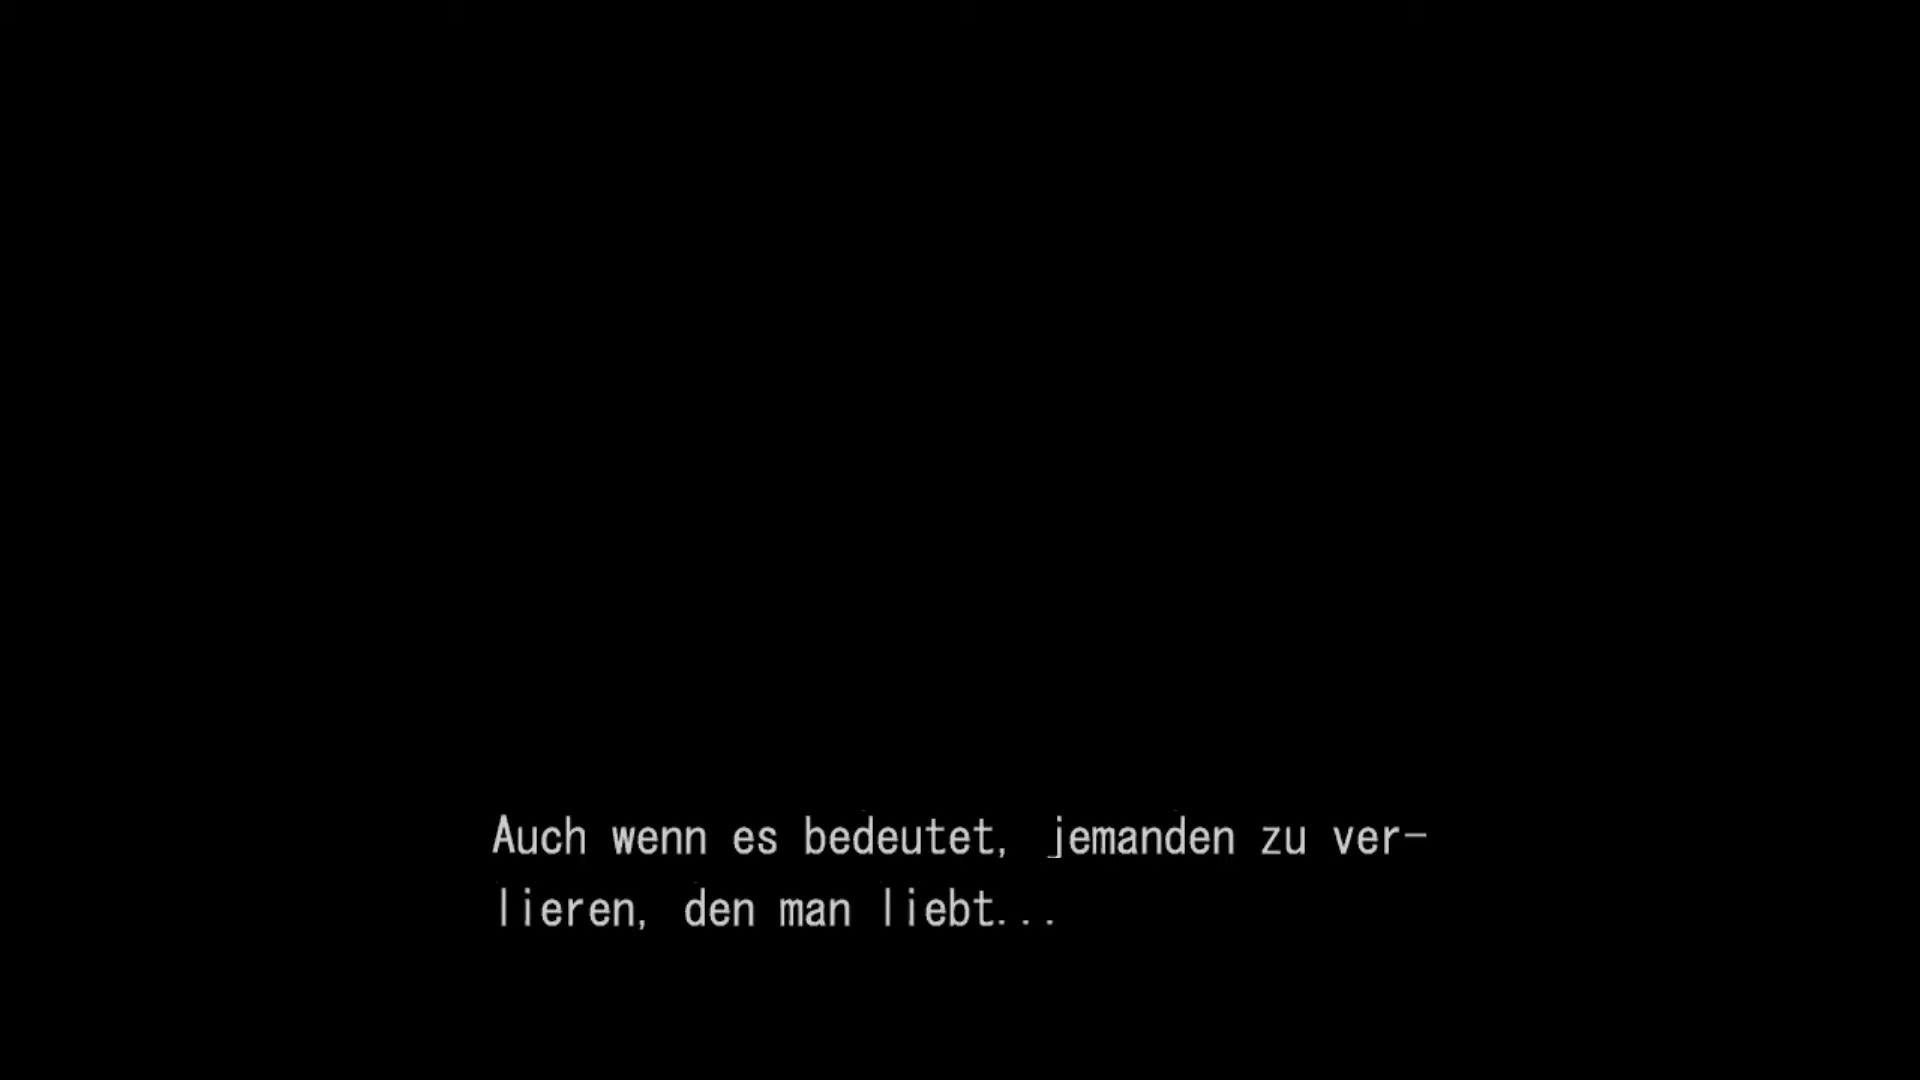 Auch wenn es bedeutet, jemanden zu ver-
lieren, den man liebt...